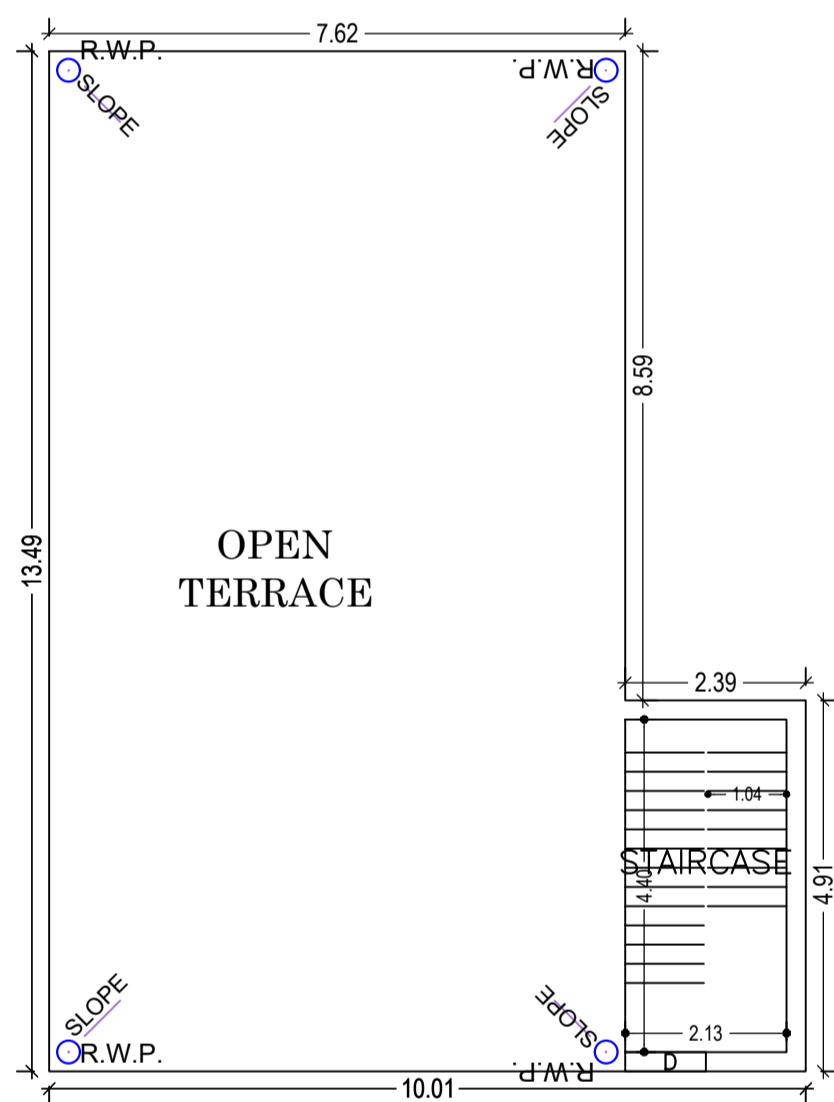 7.62
R.W.P.
R.W.P.
SLOPE
SLOPE
8.59
13.49
OPEN
TERRACE
2.39
1.04
STAIRCASE
4.40
4.91
SLOPE
SLOPE
2.13
R.W.P.
R.W.P.
D
10.01